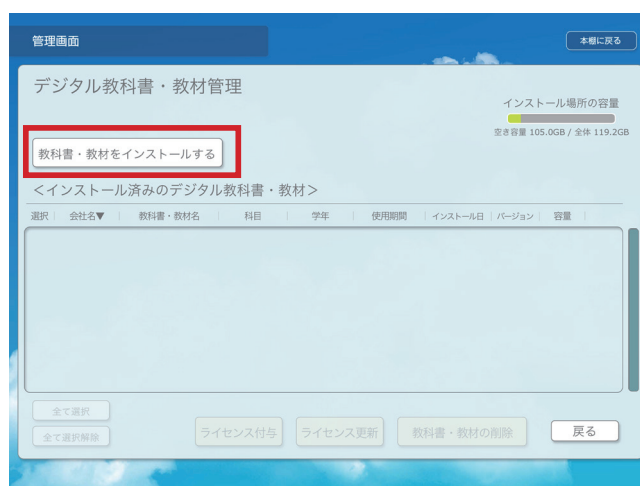 管理画面
本棚に戻る
デジタル教科書・教材管理
インストール場所の容量
空き容量 105.0GB / 全体 119.2GB
教科書・教材をインストールする
＜インストール済みのデジタル教科書・教材＞
選択 会社名▼ 教科書・教材名 科目 学年 使用期間 インストール日 バージョン 容量
全て選択
全て選択解除
ライセンス付与 ライセンス更新 教科書・教材の削除 戻る